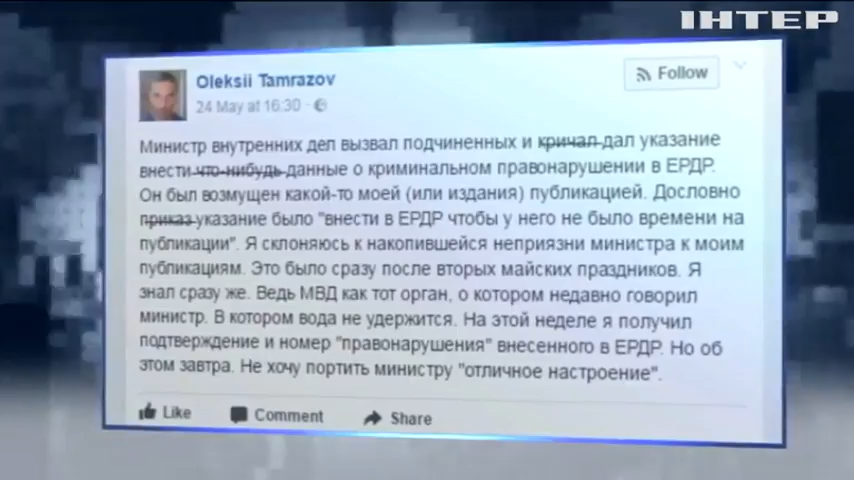 ІНТЕР
Oleksii Tamrazov
Follow
24 May at 16:30 ·
Министр внутренних дел вызвал подчиненных и кричал дал указание
внести что-нибудь данные о криминальном правонарушении в ЕРДР.
Он был возмущен какой-то моей (или издания) публикацией. Дословно
приказ указание было "внести в ЕРДР чтобы у него не было времени на
публикации". Я склоняюсь к накопившейся неприязни министра к моим
публикациям. Это было сразу после вторых майских праздников. Я
знал сразу же. Ведь МВД как тот орган, о котором недавно говорил
министр. В котором вода не удержится. На этой неделе я получил
подтверждение и номер "правонарушения" внесенного в ЕРДР. Но об
этом завтра. Не хочу портить министру "отличное настроение".
Like Comment Share